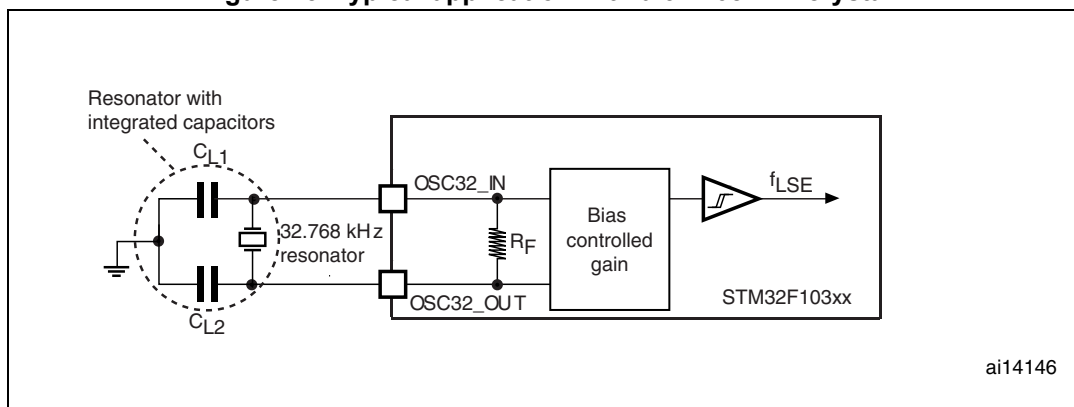 Resonator with
integrated capacitors
CL1
OSC32_IN
fLSE
32.768 kHz
resonator
RF
Bias
controlled
gain
OSC32_OUT
STM32F103xx
CL2
ai14146